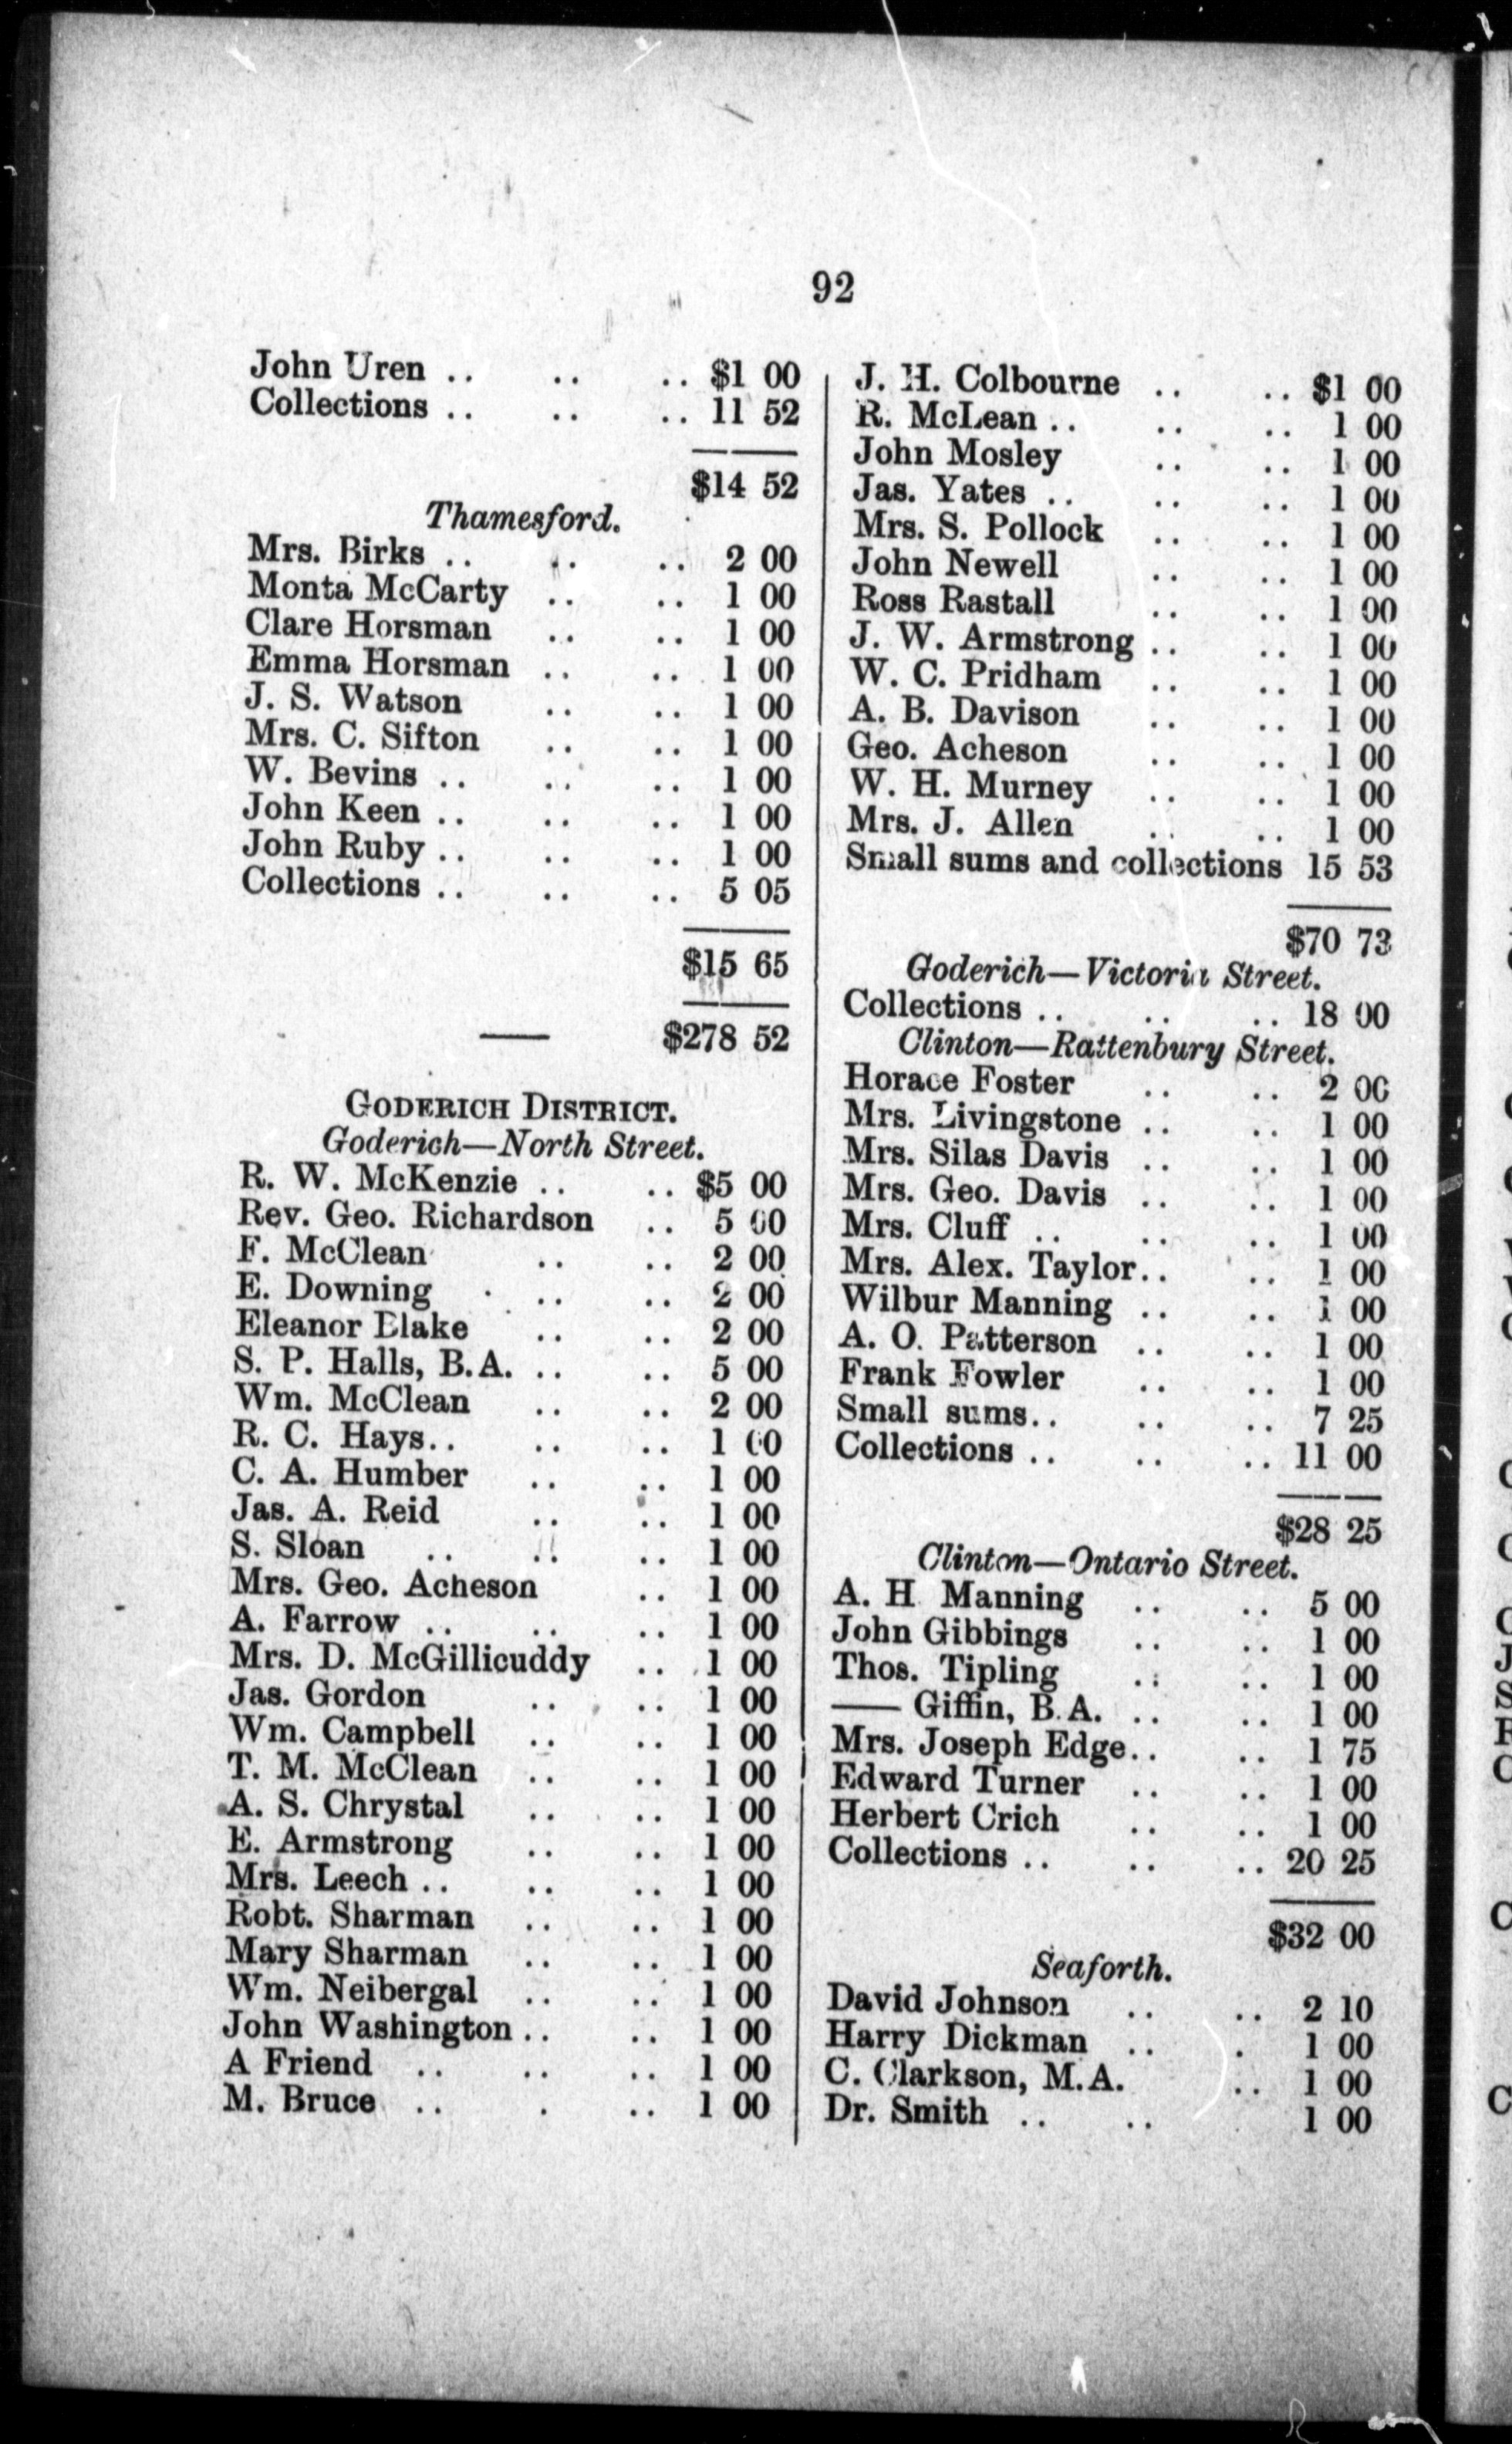 92
John Uren .. .. .. $1 00
Collections .. .. .. 11 52
$14 52
Thamesford.
Mrs. Birks .. .. .. 2 00
Monta McCarty .. .. 1 00
Clare Horsman .. .. 1 00
Emma Horsman .. .. 1 00
J. S. Watson .. .. 1 00
Mrs. C. Sifton .. .. 1 00
W. Bevins .. .. .. 1 00
John Keen .. .. .. 1 00
John Ruby .. .. .. 1 00
Collections .. .. .. 5 05
$15 65
— $278 52
GODERICH DISTRICT.
Goderich—North Street.
R. W. McKenzie .. .. $5 00
Rev. Geo. Richardson .. 5 00
F. McClean .. .. 2 00
E. Downing .. .. 2 00
Eleanor Blake .. .. 2 00
S. P. Halls, B.A. .. .. 5 00
Wm. McClean .. .. 2 00
R. C. Hays.. .. .. 1 00
C. A. Humber .. .. 1 00
Jas. A. Reid .. .. 1 00
S. Sloan .. .. .. 1 00
Mrs. Geo. Acheson .. 1 00
A. Farrow .. .. .. 1 00
Mrs. D. McGillicuddy .. 1 00
Jas. Gordon .. .. 1 00
Wm. Campbell .. .. 1 00
T. M. McClean .. .. 1 00
A. S. Chrystal .. .. 1 00
E. Armstrong .. .. 1 00
Mrs. Leech .. .. .. 1 00
Robt. Sharman .. .. 1 00
Mary Sharman .. .. 1 00
Wm. Neibergal .. .. 1 00
John Washington .. .. 1 00
A Friend .. .. .. 1 00
M. Bruce .. . .. 1 00
J. H. Colbourne .. .. $1 00
R. McLean .. .. .. 1 00
John Mosley .. .. 1 00
Jas. Yates .. .. .. 1 00
Mrs. S. Pollock .. .. 1 00
John Newell .. .. 1 00
Ross Rastall .. .. 1 00
J. W. Armstrong .. .. 1 00
W. C. Pridham .. .. 1 00
A. B. Davison .. .. 1 00
Geo. Acheson .. .. 1 00
W. H. Murney .. .. 1 00
Mrs. J. Allen .. .. 1 00
Small sums and collections 15 53
$70 73
Goderich—Victoria Street.
Collections .. .. .. 18 00
Clinton—Rattenbury Street.
Horace Foster .. .. 2 00
Mrs. Livingstone .. .. 1 00
Mrs. Silas Davis .. .. 1 00
Mrs. Geo. Davis .. .. 1 00
Mrs. Cluff .. .. .. 1 00
Mrs. Alex. Taylor.. .. 1 00
Wilbur Manning .. .. 1 00
A. O. Patterson .. .. 1 00
Frank Fowler .. .. 1 00
Small sums.. .. .. 7 25
Collections .. .. .. 11 00
$28 25
Clinton—Ontario Street.
A. H Manning .. .. 5 00
John Gibbings .. .. 1 00
Thos. Tipling .. .. 1 00
—— Giffin, B.A. .. .. 1 00
Mrs. Joseph Edge.. .. 1 75
Edward Turner .. .. 1 00
Herbert Crich .. .. 1 00
Collections .. .. .. 20 25
$32 00
Seaforth.
David Johnson .. .. 2 10
Harry Dickman .. . 1 00
C. Clarkson, M.A. .. 1 00
Dr. Smith .. .. 1 00